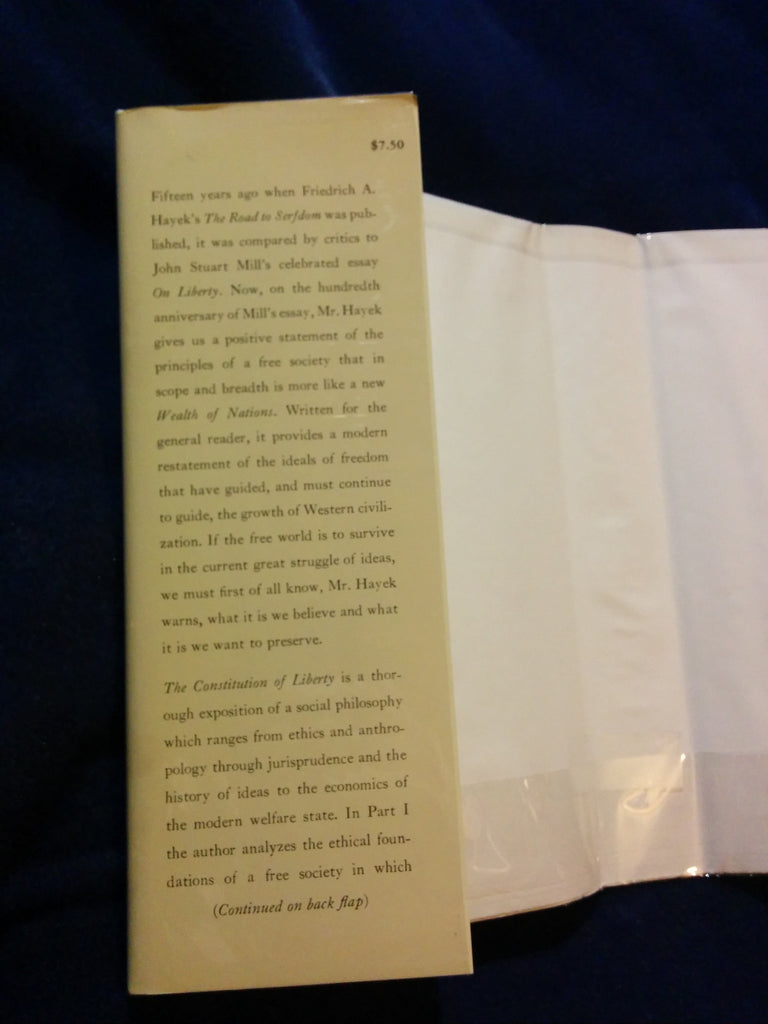 $7.50
Fifteen years ago when Friedrich A.
Hayek's The Road to Serfdom was pub-
lished, it was compared by critics to
John Stuart Mill's celebrated essay
On Liberty. Now, on the hundredth
anniversary of Mill's essay, Mr. Hayek
gives us a positive statement of the
principles of a free society that in
scope and breadth is more like a new
Wealth of Nations. Written for the
general reader, it provides a modern
restatement of the ideals of freedom
that have guided, and must continue
to guide, the growth of Western civili-
zation. If the free world is to survive
in the current great struggle of ideas,
we must first of all know, Mr. Hayek
warns, what it is we believe and what
it is we want to preserve.
The Constitution of Liberty is a thor-
ough exposition of a social philosophy
which ranges from ethics and anthro-
pology through jurisprudence and the
history of ideas to the economics of
the modern welfare state. In Part I
the author analyzes the ethical foun-
dations of a free society in which
(Continued on back flap)